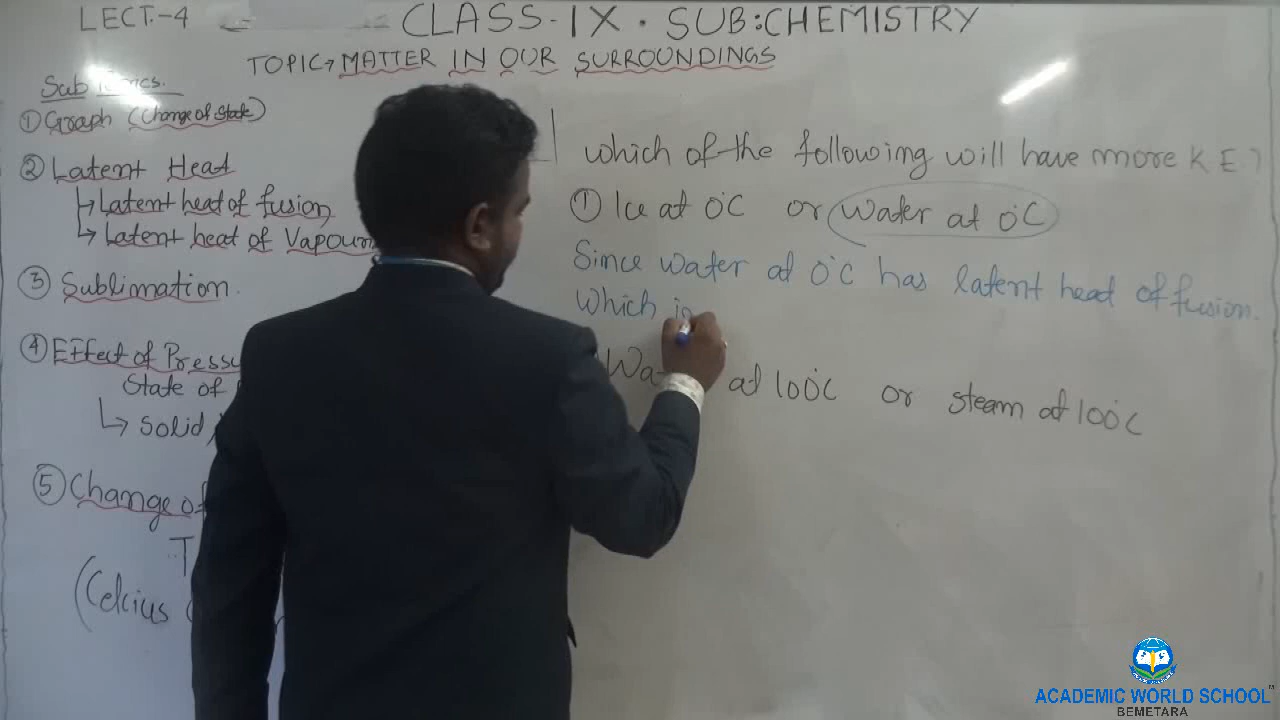 LECT.-4
CLASS-IX. SUB:CHEMISTRY
TOPIC→MATTER IN OUR SURROUNDINGS
Sub
① Graph (Change of State)
② Latent Heat
↳ Latent heat of fusion
↳ Latent heat of Vapour
③ Sublimation.
④ Effect of Pressu
State of
↳ Solid
⑤ Change of
T
(Celcius
which of the following will have more K.E.?
① Ice at 0°C or Water at 0°C
Since water at 0°C has latent heat of fusion.
Which is
Wat at 100°C or steam at 100°C
ACADEMIC WORLD SCHOOL
BEMETARA